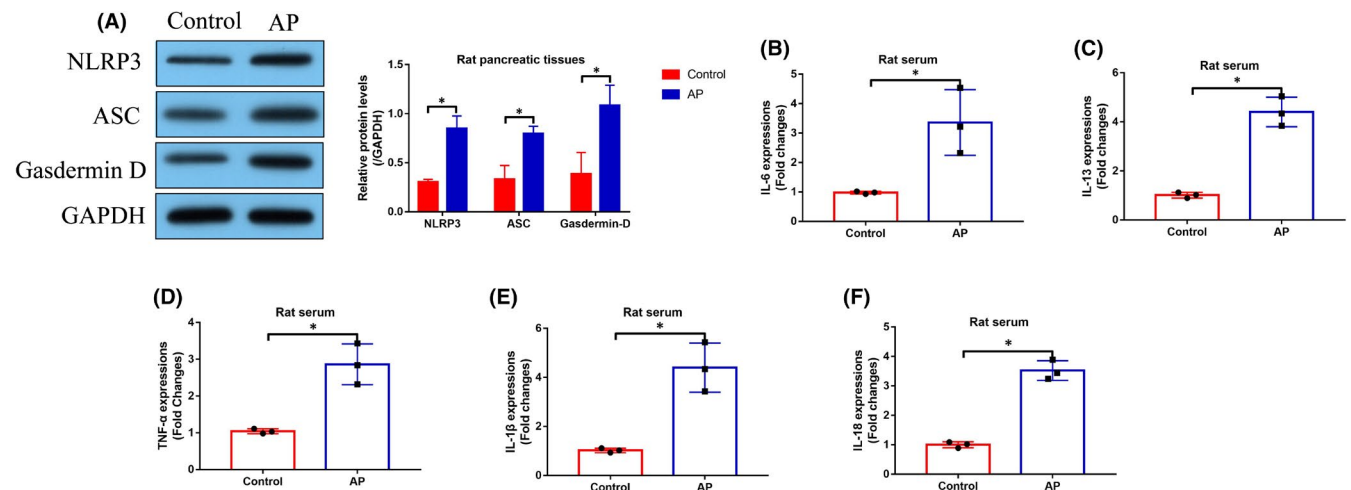 (A)
Control AP
NLRP3
ASC
Gasdermin D
GAPDH
Rat pancreatic tissues
Relative protein levels
(/GAPDH)
1.5
1.0
0.5
0.0
* * *
NLRP3 ASC Gasdermin-D
Control
AP
(B)
Rat serum
*
IL-6 expressions
(Fold changes)
5
4
3
2
1
0
Control AP
(C)
Rat serum
*
IL-13 expressions
(Fold changes)
6
4
2
0
Control AP
(D)
Rat serum
*
TNF-α expressions
(Fold changes)
4
3
2
1
0
Control AP
(E)
Rat serum
*
IL-1β expressions
(Fold changes)
6
4
2
0
Control AP
(F)
Rat serum
*
IL-18 expressions
(Fold changes)
5
4
3
2
1
0
Control AP